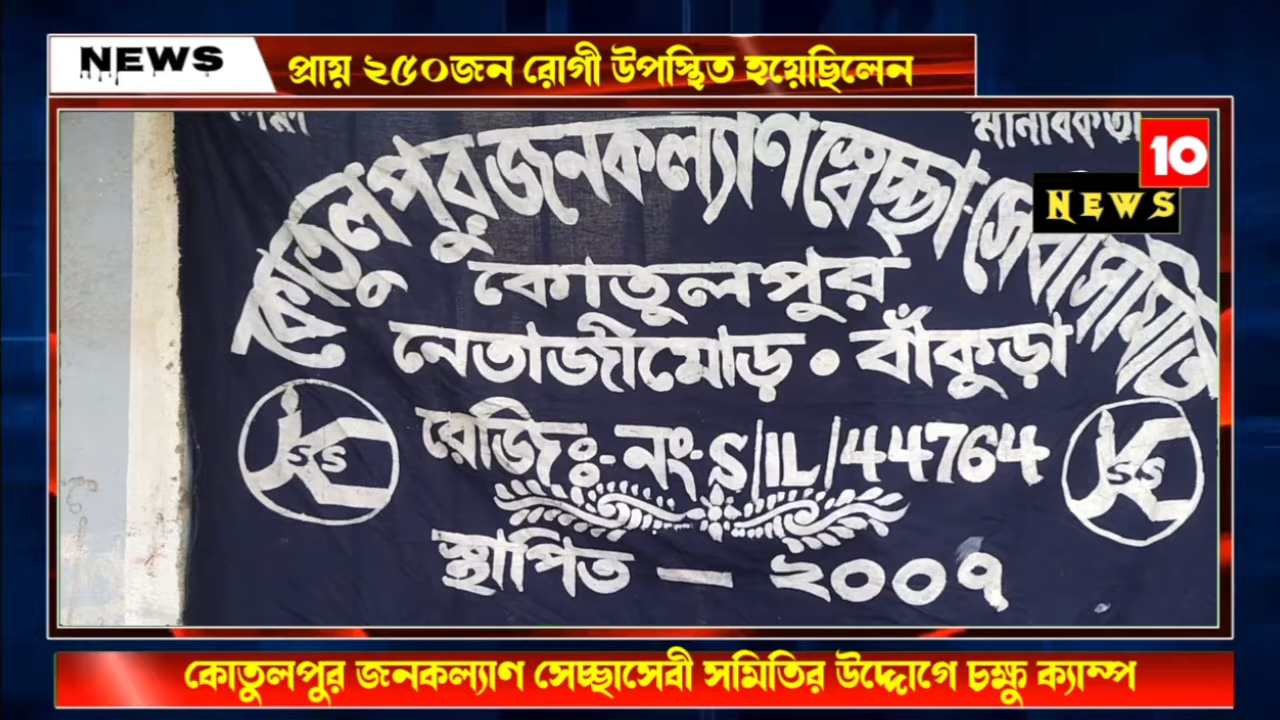 NEWS
প্রায় ২৫০জন রোগী উপস্থিত হয়েছিলেন
10
NEWS
কোতুলপুর জনকল্যাণ স্বেচ্ছা-সেবা সমিতি
কোতুলপুর
নেতাজীমোড় • বাঁকুড়া
রেজিঃ-নং-S/IL/44764
SS
SS
স্থাপিত — ২০০৭
কোতুলপুর জনকল্যাণ সেচ্ছাসেবী সমিতির উদ্দোগে চক্ষু ক্যাম্প